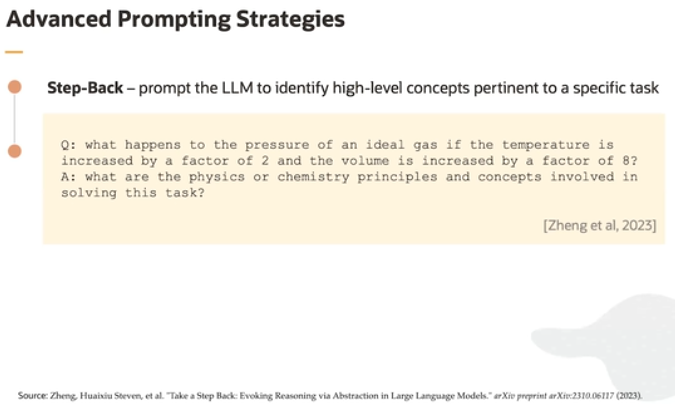 Advanced Prompting Strategies
Step-Back – prompt the LLM to identify high-level concepts pertinent to a specific task
Q: what happens to the pressure of an ideal gas if the temperature is
increased by a factor of 2 and the volume is increased by a factor of 8?
A: what are the physics or chemistry principles and concepts involved in
solving this task?
[Zheng et al, 2023]
Source: Zheng, Huaixiu Steven, et al. "Take a Step Back: Evoking Reasoning via Abstraction in Large Language Models." arXiv preprint arXiv:2310.06117 (2023).